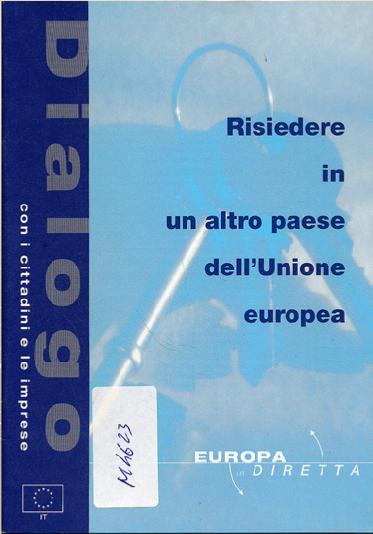 Dialogo
con i cittadini e le imprese
Risiedere
in
un altro paese
dell'Unione
europea
EUROPA
in DIRETTA
M4623
IT